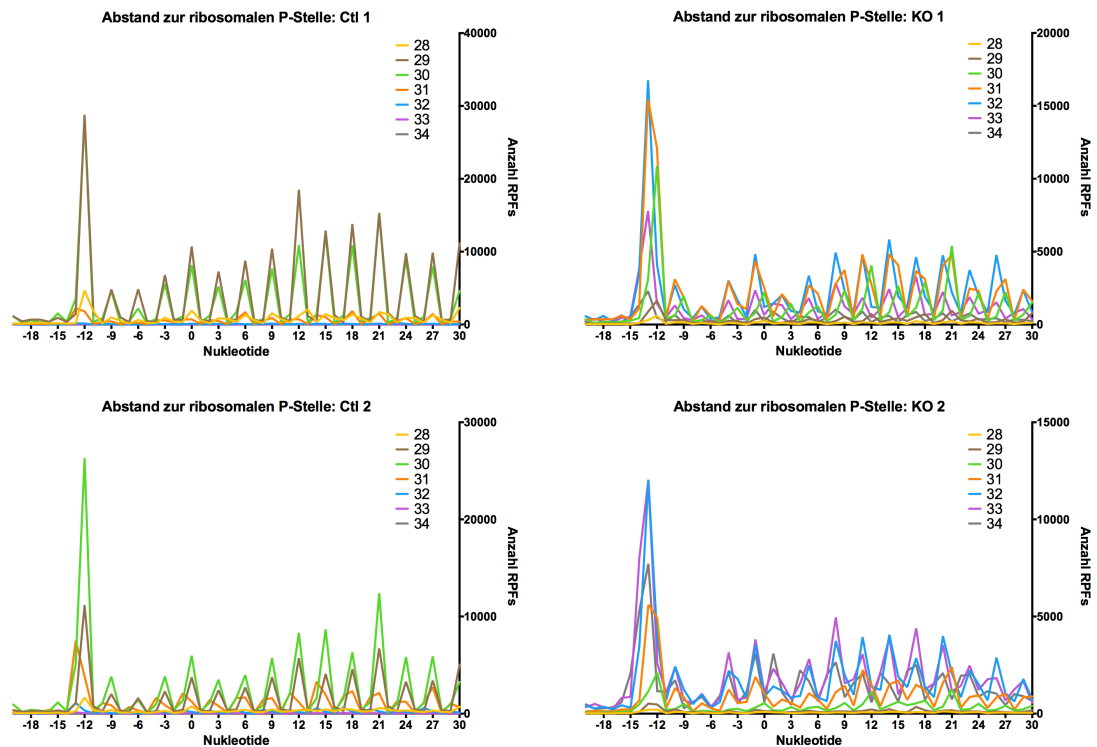 Abstand zur ribosomalen P-Stelle: Ctl 1
40000
30000
20000
10000
0
Anzahl RPFs
28
29
30
31
32
33
34
-18 -15 -12 -9 -6 -3 0 3 6 9 12 15 18 21 24 27 30
Nukleotide
Abstand zur ribosomalen P-Stelle: KO 1
20000
15000
10000
5000
0
Anzahl RPFs
28
29
30
31
32
33
34
-18 -15 -12 -9 -6 -3 0 3 6 9 12 15 18 21 24 27 30
Nukleotide
Abstand zur ribosomalen P-Stelle: Ctl 2
30000
20000
10000
0
Anzahl RPFs
28
29
30
31
32
33
34
-18 -15 -12 -9 -6 -3 0 3 6 9 12 15 18 21 24 27 30
Nukleotide
Abstand zur ribosomalen P-Stelle: KO 2
15000
10000
5000
0
Anzahl RPFs
28
29
30
31
32
33
34
-18 -15 -12 -9 -6 -3 0 3 6 9 12 15 18 21 24 27 30
Nukleotide